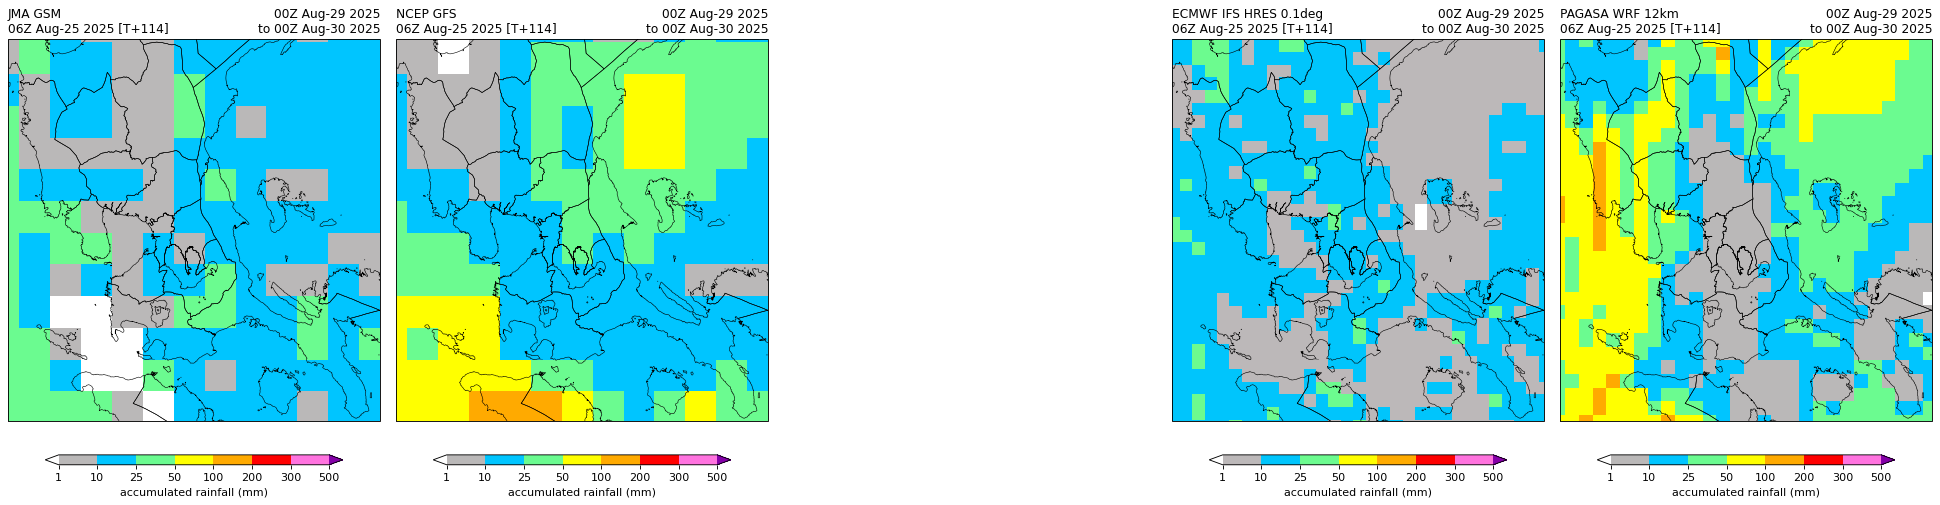 JMA GSM 00Z Aug-29 2025
06Z Aug-25 2025 [T+114] to 00Z Aug-30 2025
1 10 25 50 100 200 300 500
accumulated rainfall (mm)
NCEP GFS 00Z Aug-29 2025
06Z Aug-25 2025 [T+114] to 00Z Aug-30 2025
1 10 25 50 100 200 300 500
accumulated rainfall (mm)
ECMWF IFS HRES 0.1deg 00Z Aug-29 2025
06Z Aug-25 2025 [T+114] to 00Z Aug-30 2025
1 10 25 50 100 200 300 500
accumulated rainfall (mm)
PAGASA WRF 12km 00Z Aug-29 2025
06Z Aug-25 2025 [T+114] to 00Z Aug-30 2025
1 10 25 50 100 200 300 500
accumulated rainfall (mm)